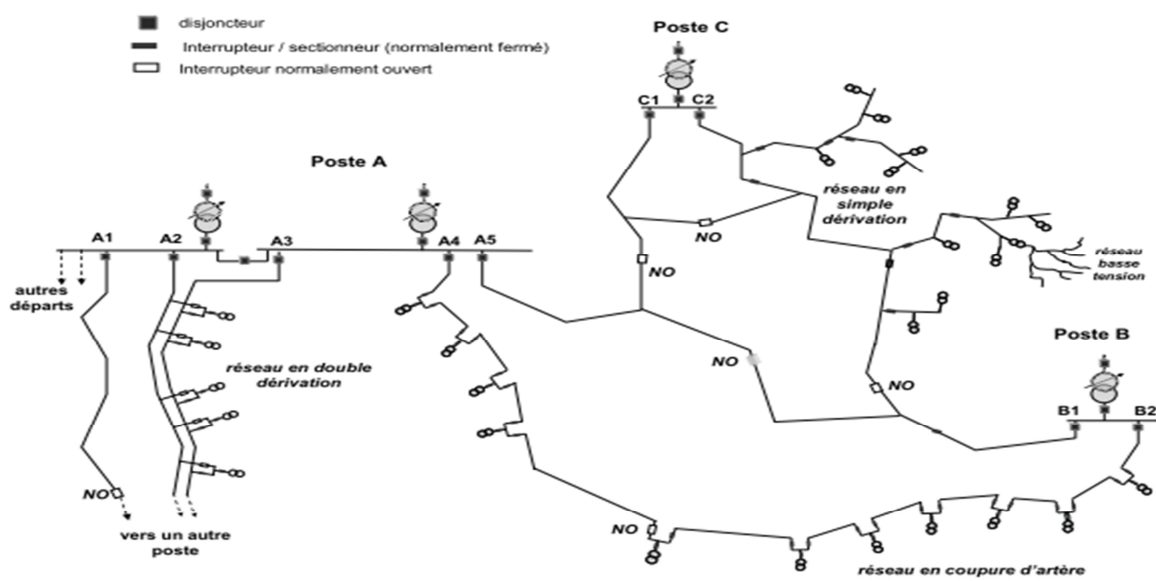 disjoncteur
Interrupteur / sectionneur (normalement fermé)
Interrupteur normalement ouvert
Poste C
C1 C2
Poste A
réseau en
simple
dérivation
NO
A1 A2 A3 A4 A5
NO
réseau
basse
tension
autres
départs
Poste B
réseau en double
dérivation
NO
NO
B1 B2
NO
NO
vers un autre
poste
réseau en coupure d'artère